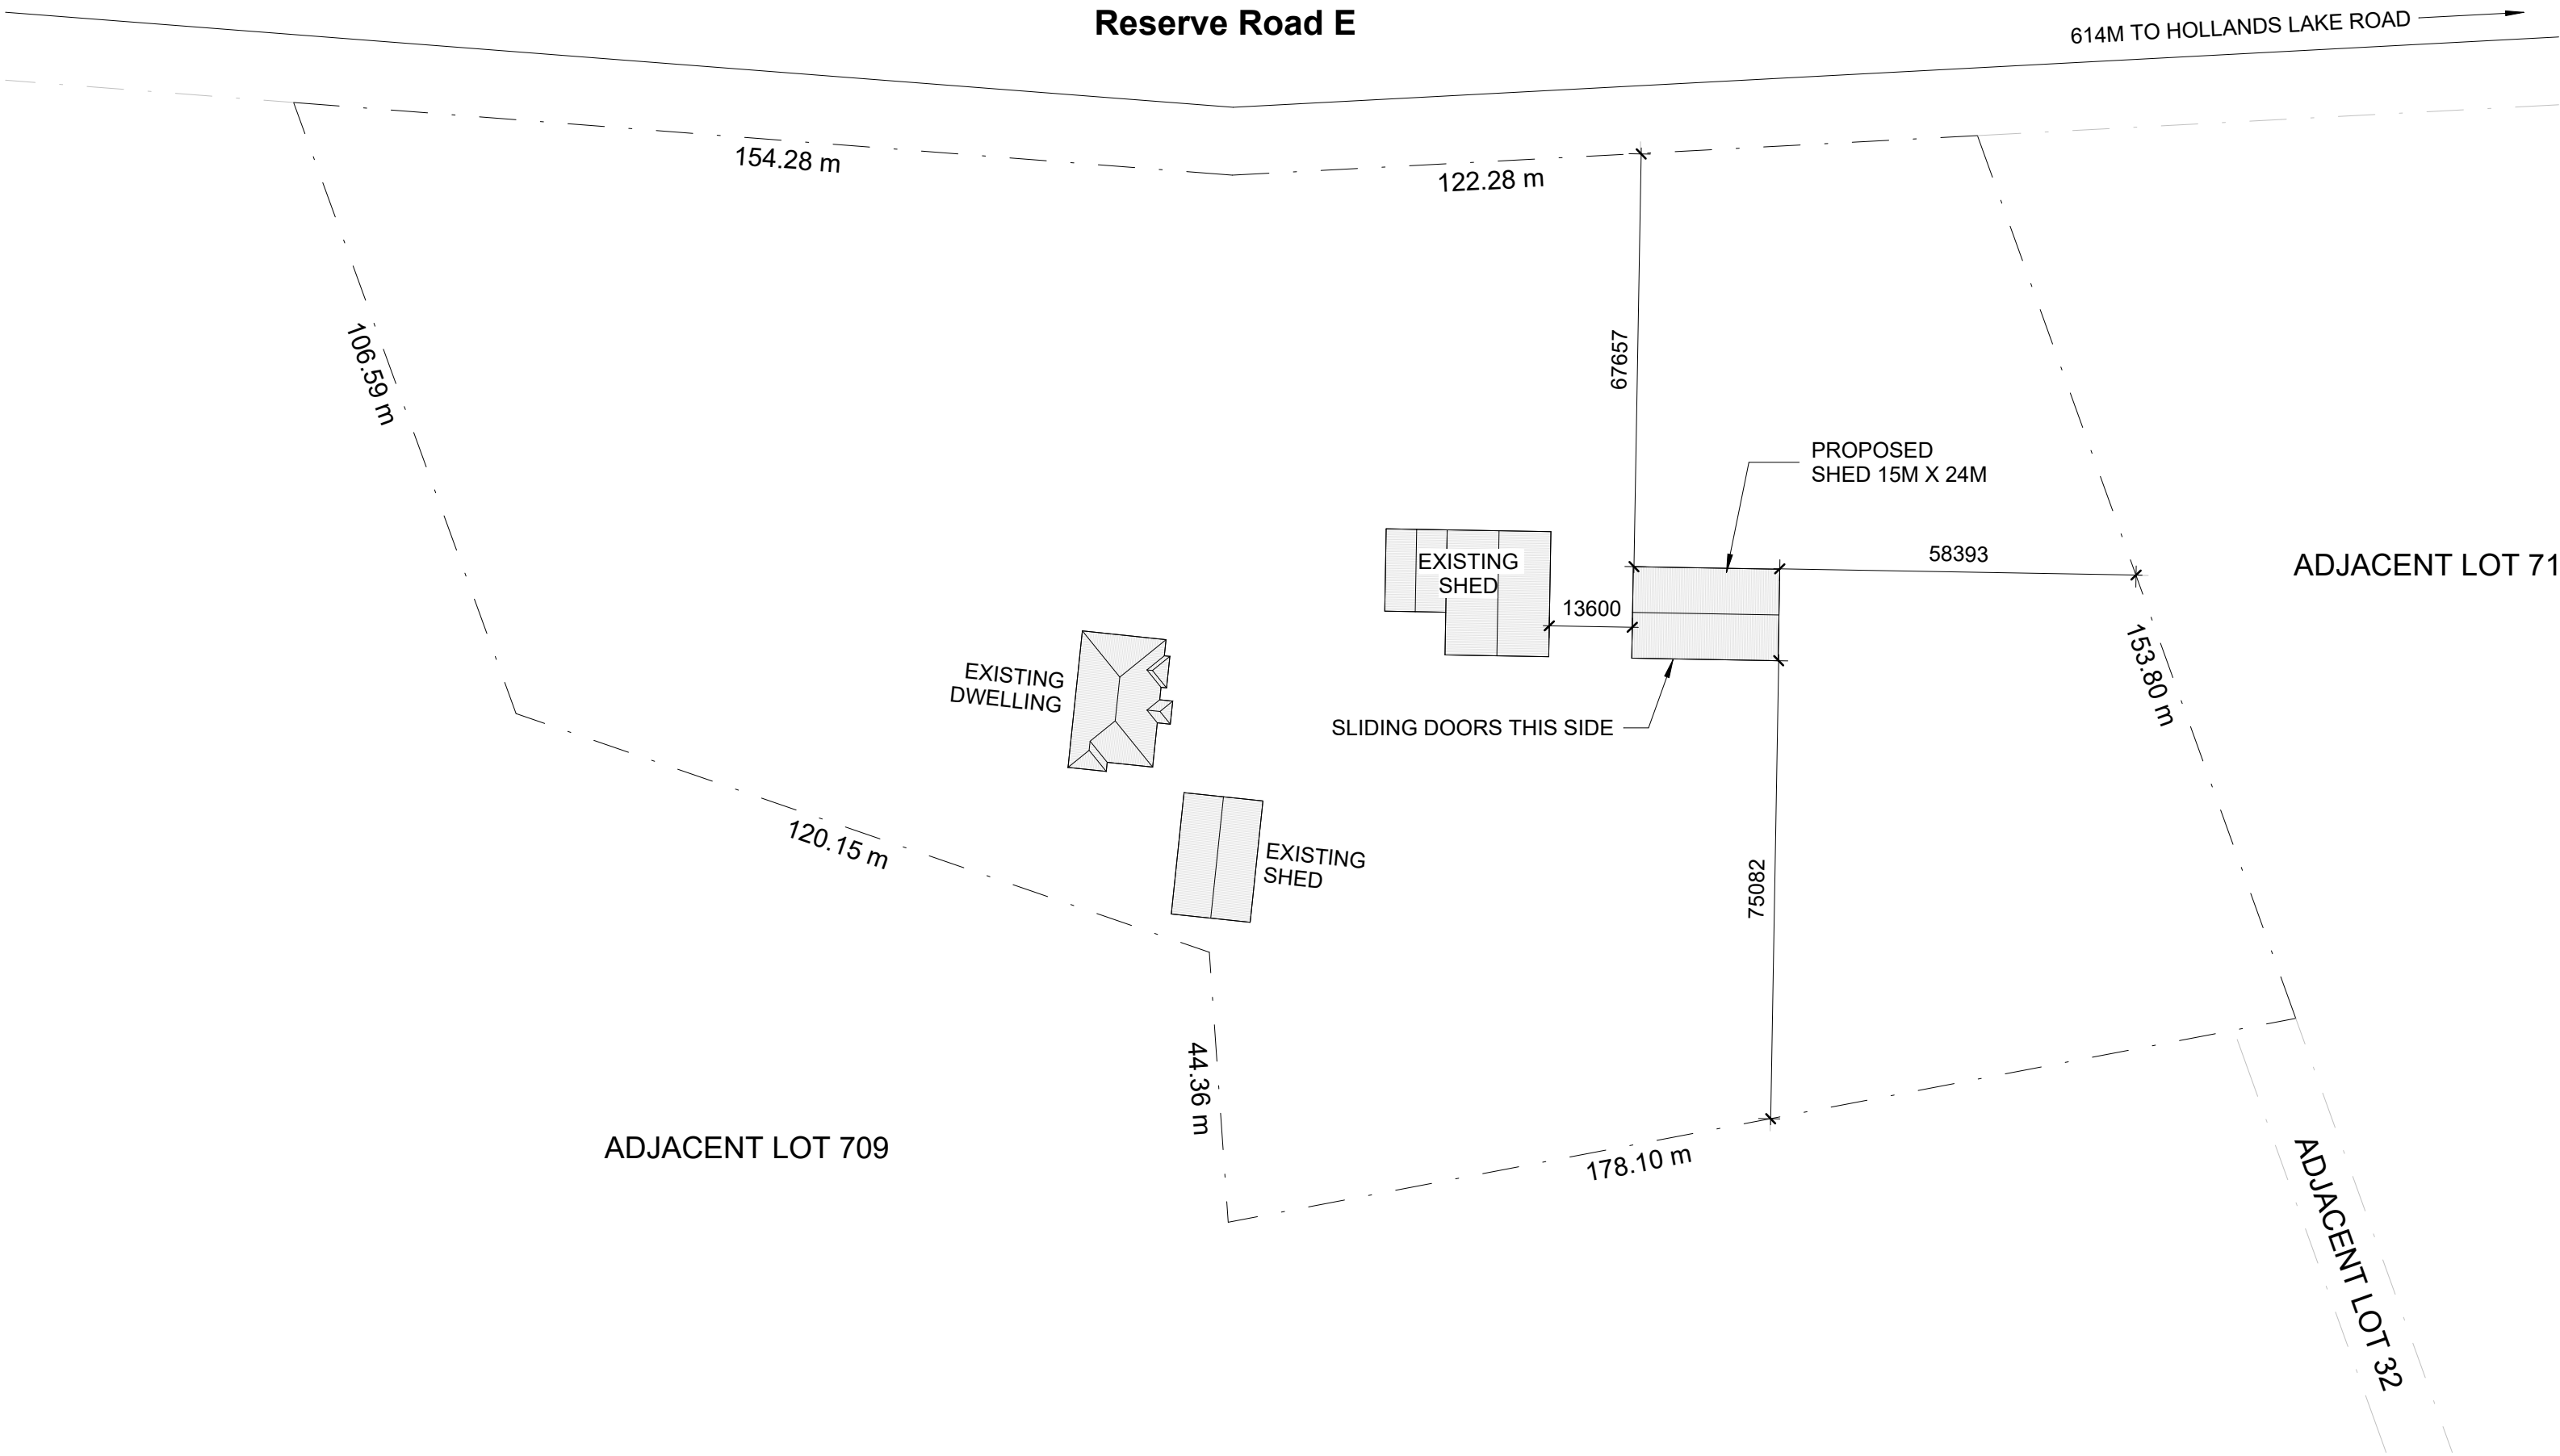 Reserve Road E
614M TO HOLLANDS LAKE ROAD
154.28 m
122.28 m
106.59 m
67657
PROPOSED
SHED 15M X 24M
EXISTING
SHED
58393
ADJACENT LOT 71
13600
153.80 m
EXISTING
DWELLING
SLIDING DOORS THIS SIDE
120.15 m
EXISTING
SHED
75082
44.36 m
ADJACENT LOT 709
178.10 m
ADJACENT LOT 32